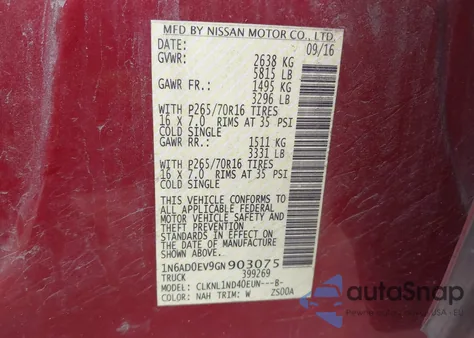 MFD BY NISSAN MOTOR CO., LTD.
DATE: 09/16
GVWR: 2638 KG
5815 LB
GAWR FR.: 1495 KG
3296 LB
WITH P265/70R16 TIRES
16 X 7.0 RIMS AT 35 PSI
COLD SINGLE
GAWR RR.: 1511 KG
3331 LB
WITH P265/70R16 TIRES
16 X 7.0 RIMS AT 35 PSI
COLD SINGLE
THIS VEHICLE CONFORMS TO
ALL APPLICABLE FEDERAL
MOTOR VEHICLE SAFETY AND
THEFT PREVENTION
STANDARDS IN EFFECT ON
THE DATE OF MANUFACTURE
SHOWN ABOVE.
1N6AD0EV9GN903075
TRUCK 399269
MODEL: CLKNL1ND40EUN---B-
COLOR: NAH TRIM: W ZSOOA
autoSnap